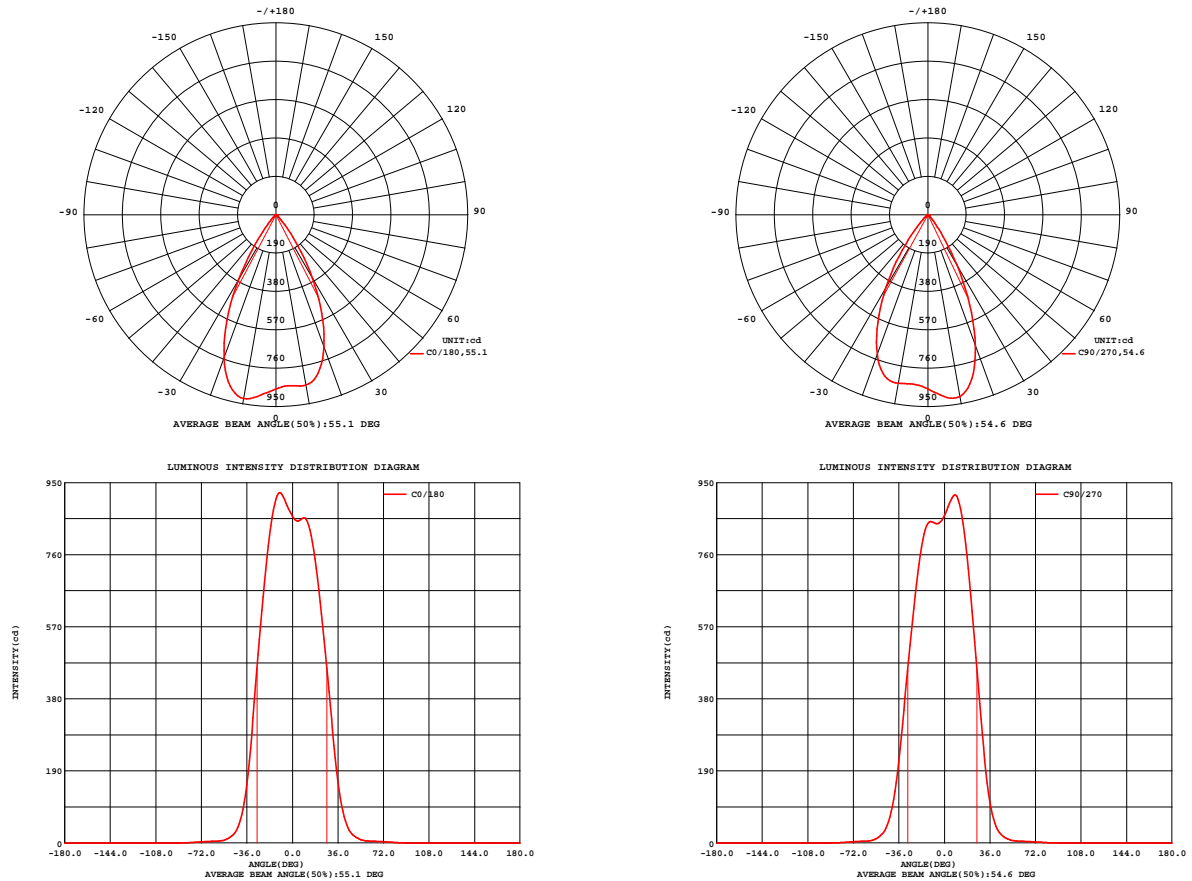 -/+180
-150
150
-120
120
-90
90
-60
60
-30
30
0
190
380
570
760
950
0
UNIT:cd
C0/180,55.1
AVERAGE BEAM ANGLE(50%):55.1 DEG
-/+180
-150
150
-120
120
-90
90
-60
60
-30
30
0
190
380
570
760
950
0
UNIT:cd
C90/270,54.6
AVERAGE BEAM ANGLE(50%):54.6 DEG
LUMINOUS INTENSITY DISTRIBUTION DIAGRAM
C0/180
INTENSITY(cd)
950
760
570
380
190
0
-180.0 -144.0 -108.0 -72.0 -36.0 0.0 36.0 72.0 108.0 144.0 180.0
ANGLE(DEG)
AVERAGE BEAM ANGLE(50%):55.1 DEG
LUMINOUS INTENSITY DISTRIBUTION DIAGRAM
C90/270
INTENSITY(cd)
950
760
570
380
190
0
-180.0 -144.0 -108.0 -72.0 -36.0 0.0 36.0 72.0 108.0 144.0 180.0
ANGLE(DEG)
AVERAGE BEAM ANGLE(50%):54.6 DEG